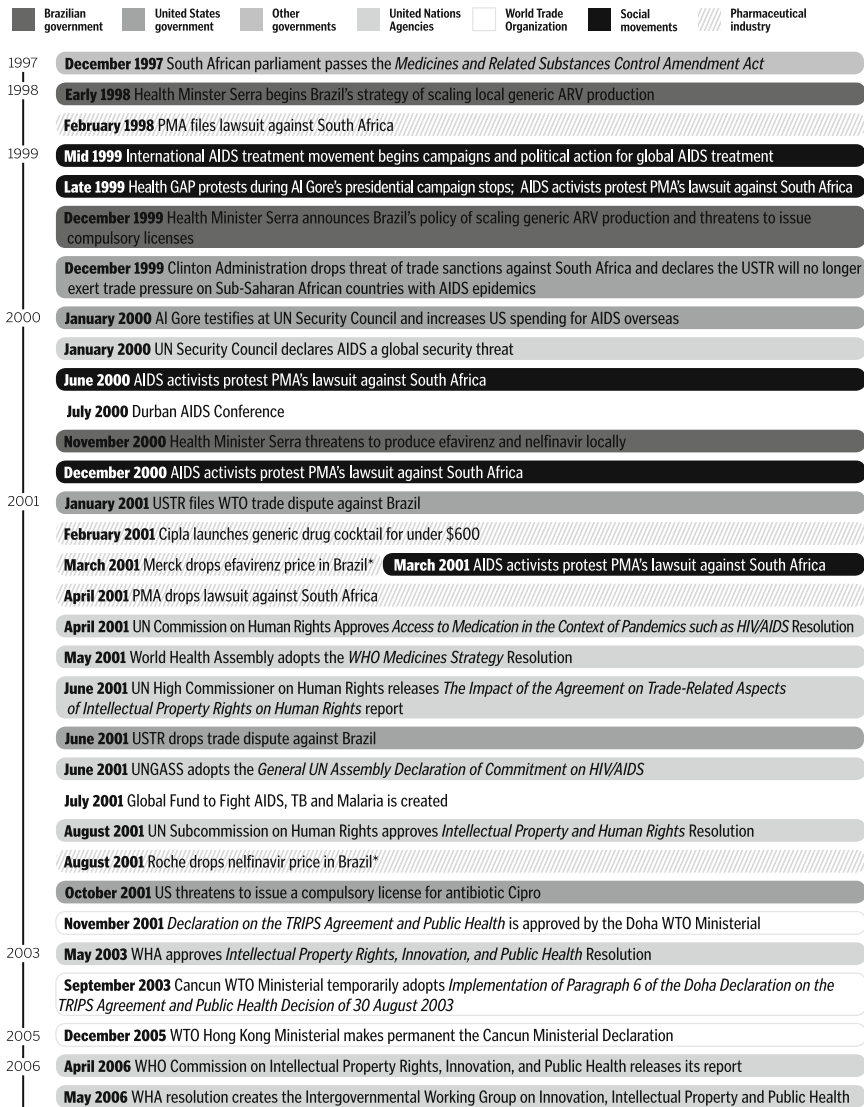 Brazilian government
United States government
Other governments
United Nations Agencies
World Trade Organization
Social movements
Pharmaceutical industry
1997
December 1997 South African parliament passes the Medicines and Related Substances Control Amendment Act
1998
Early 1998 Health Minster Serra begins Brazil's strategy of scaling local generic ARV production
February 1998 PMA files lawsuit against South Africa
1999
Mid 1999 International AIDS treatment movement begins campaigns and political action for global AIDS treatment
Late 1999 Health GAP protests during Al Gore's presidential campaign stops; AIDS activists protest PMA's lawsuit against South Africa
December 1999 Health Minister Serra announces Brazil's policy of scaling generic ARV production and threatens to issue
compulsory licenses
December 1999 Clinton Administration drops threat of trade sanctions against South Africa and declares the USTR will no longer
exert trade pressure on Sub-Saharan African countries with AIDS epidemics
2000
January 2000 Al Gore testifies at UN Security Council and increases US spending for AIDS overseas
January 2000 UN Security Council declares AIDS a global security threat
June 2000 AIDS activists protest PMA's lawsuit against South Africa
July 2000 Durban AIDS Conference
November 2000 Health Minister Serra threatens to produce efavirenz and nelfinavir locally
December 2000 AIDS activists protest PMA's lawsuit against South Africa
2001
January 2001 USTR files WTO trade dispute against Brazil
February 2001 Cipla launches generic drug cocktail for under $600
March 2001 Merck drops efavirenz price in Brazil*
March 2001 AIDS activists protest PMA's lawsuit against South Africa
April 2001 PMA drops lawsuit against South Africa
April 2001 UN Commission on Human Rights Approves Access to Medication in the Context of Pandemics such as HIV/AIDS Resolution
May 2001 World Health Assembly adopts the WHO Medicines Strategy Resolution
June 2001 UN High Commissioner on Human Rights releases The Impact of the Agreement on Trade-Related Aspects
of Intellectual Property Rights on Human Rights report
June 2001 USTR drops trade dispute against Brazil
June 2001 UNGASS adopts the General UN Assembly Declaration of Commitment on HIV/AIDS
July 2001 Global Fund to Fight AIDS, TB and Malaria is created
August 2001 UN Subcommission on Human Rights approves Intellectual Property and Human Rights Resolution
August 2001 Roche drops nelfinavir price in Brazil*
October 2001 US threatens to issue a compulsory license for antibiotic Cipro
November 2001 Declaration on the TRIPS Agreement and Public Health is approved by the Doha WTO Ministerial
2003
May 2003 WHA approves Intellectual Property Rights, Innovation, and Public Health Resolution
September 2003 Cancun WTO Ministerial temporarily adopts Implementation of Paragraph 6 of the Doha Declaration on the
TRIPS Agreement and Public Health Decision of 30 August 2003
2005
December 2005 WTO Hong Kong Ministerial makes permanent the Cancun Ministerial Declaration
2006
April 2006 WHO Commission on Intellectual Property Rights, Innovation, and Public Health releases its report
May 2006 WHA resolution creates the Intergovernmental Working Group on Innovation, Intellectual Property and Public Health